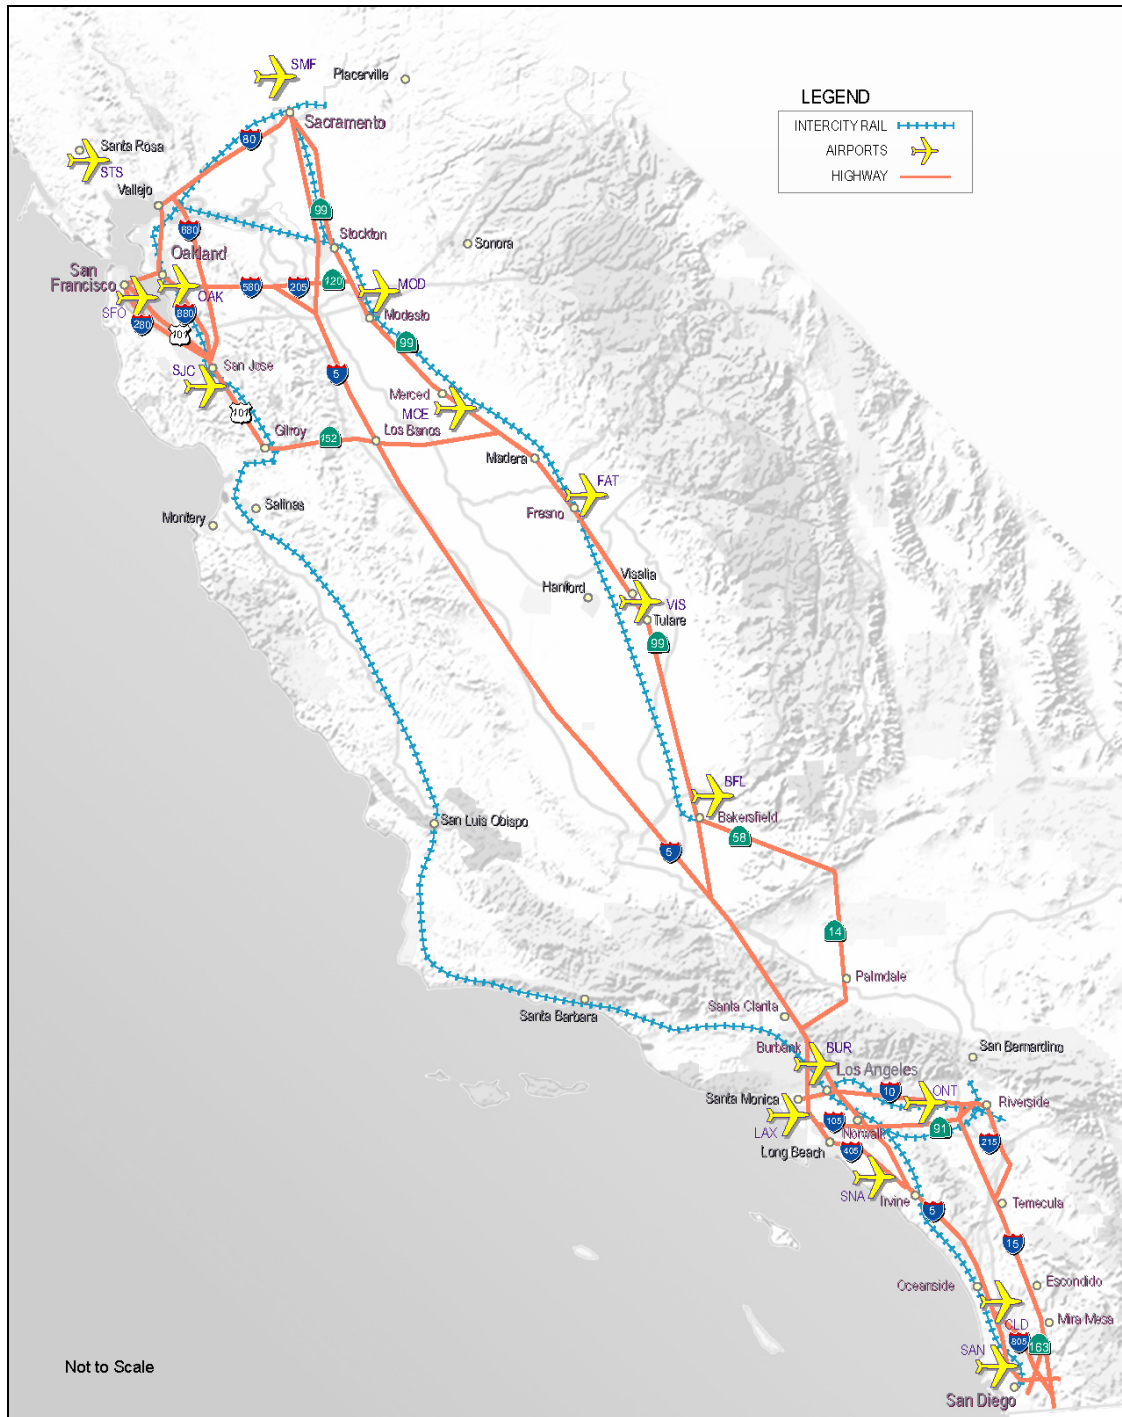 SMF
Placerville
LEGEND
INTERCITY RAIL
AIRPORTS
HIGHWAY
Sacramento
80
Santa Rosa
STS
Vallejo
99
680
Stockton
Sonora
Oakland
San
Francisco
OAK
580
205
120
MOD
SFO
280
880
101
Modesto
99
San Jose
SJC
5
Merced
MCE
101
Gilroy
152
Los Banos
Madera
FAT
Fresno
Salinas
Montery
Visalia
Hanford
VIS
Tulare
99
BFL
Bakersfield
58
San Luis Obispo
5
14
Palmdale
Santa Clarita
Santa Barbara
Burbank
BUR
San Bernardino
Los Angeles
10
ONT
Santa Monica
Riverside
LAX
105
Norwalk
91
215
Long Beach
405
SNA
Irvine
5
Temecula
15
Oceanside
Escondido
CLD
Mira Mesa
805
163
SAN
San Diego
Not to Scale